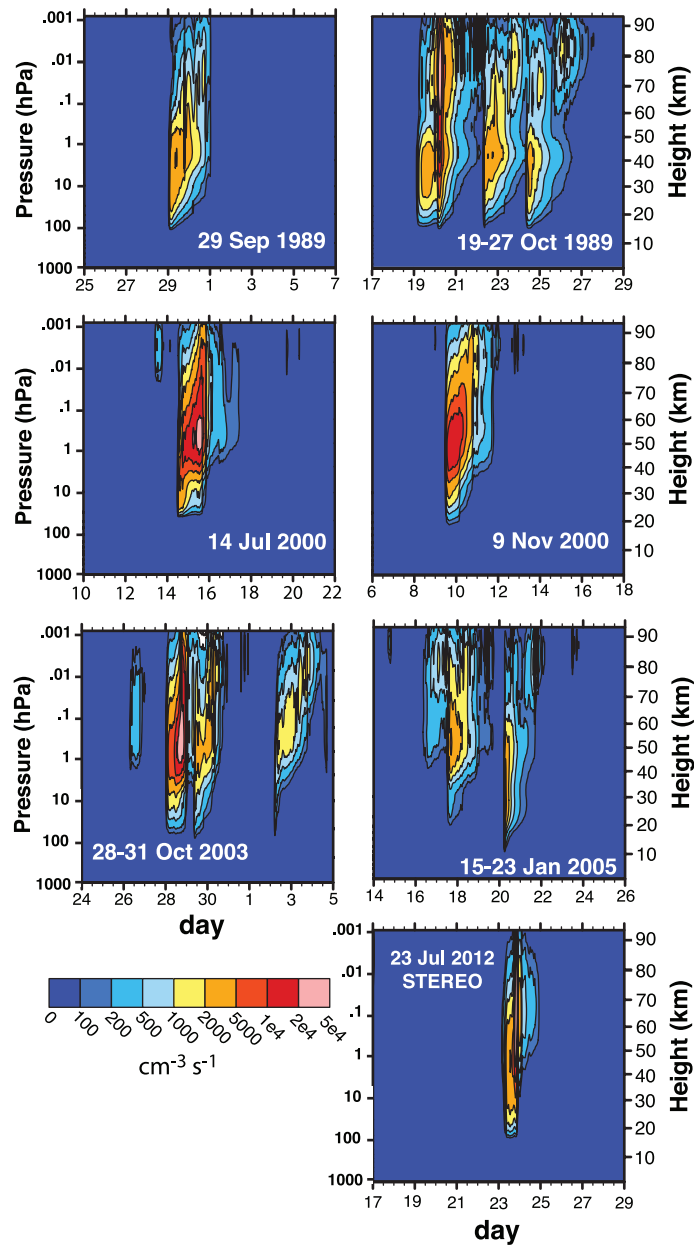 .001
.01
.1
1
10
100
1000
Pressure (hPa)
29 Sep 1989
25 27 29 1 3 5 7
90
80
70
60
50
40
30
20
10
Height (km)
19-27 Oct 1989
17 19 21 23 25 27 29
.001
.01
.1
1
10
100
1000
Pressure (hPa)
14 Jul 2000
10 12 14 16 18 20 22
90
80
70
60
50
40
30
20
10
Height (km)
9 Nov 2000
6 8 10 12 14 16 18
.001
.01
.1
1
10
100
1000
Pressure (hPa)
28-31 Oct 2003
24 26 28 30 1 3 5
day
90
80
70
60
50
40
30
20
10
Height (km)
15-23 Jan 2005
14 16 18 20 22 24 26
0 100 200 500 1000 2000 5000 1e4 2e4 5e4
cm-3 s-1
.001
.01
.1
1
10
100
1000
23 Jul 2012
STEREO
90
80
70
60
50
40
30
20
10
Height (km)
17 19 21 23 25 27 29
day